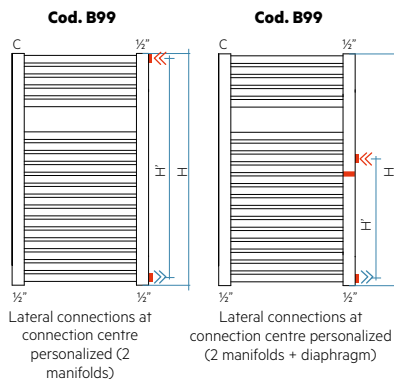 Cod. B99
C ½"
H' H
½" ½"
Lateral connections at
connection centre
personalized (2
manifolds)
Cod. B99
C ½"
H' H
½" ½"
Lateral connections at
connection centre personalized
(2 manifolds + diaphragm)